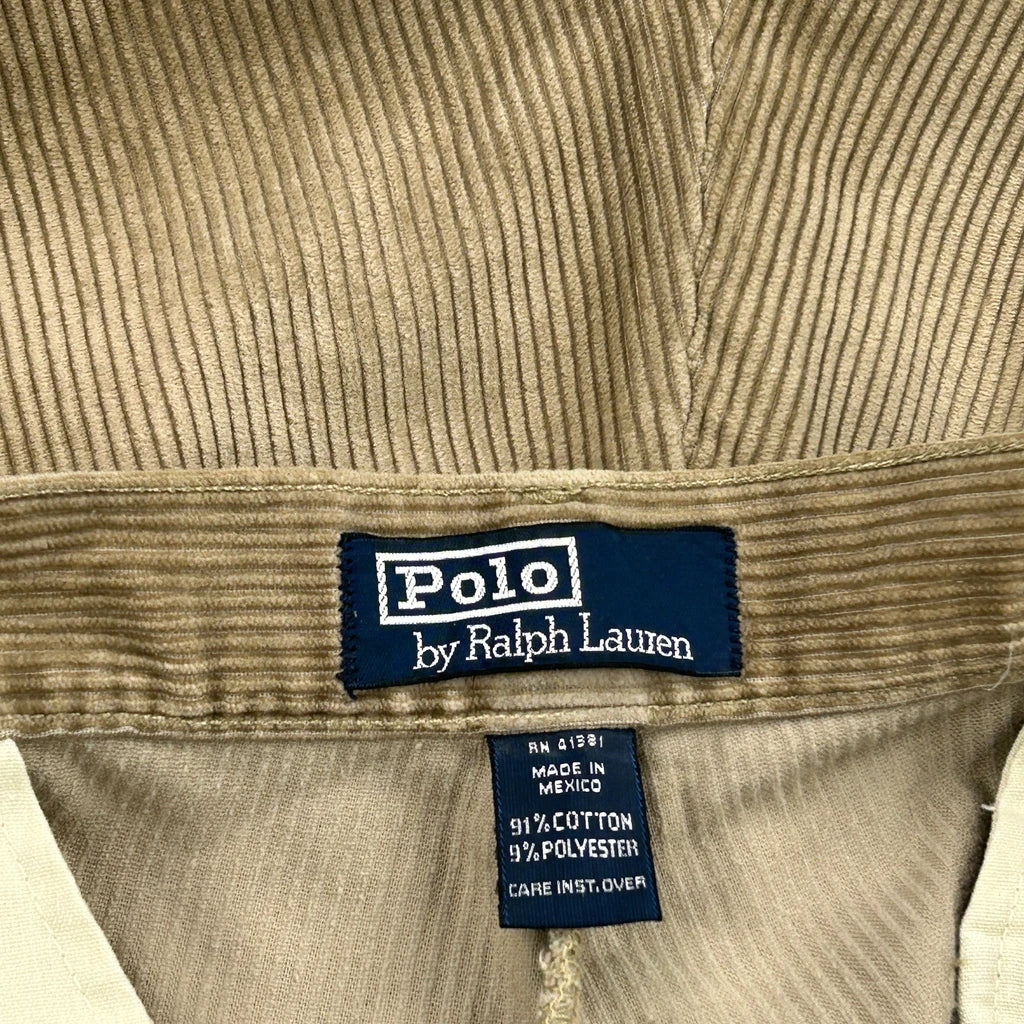 Polo
by Ralph Lauren
RN 41381
MADE IN
MEXICO
91% COTTON
9% POLYESTER
CARE INST. OVER